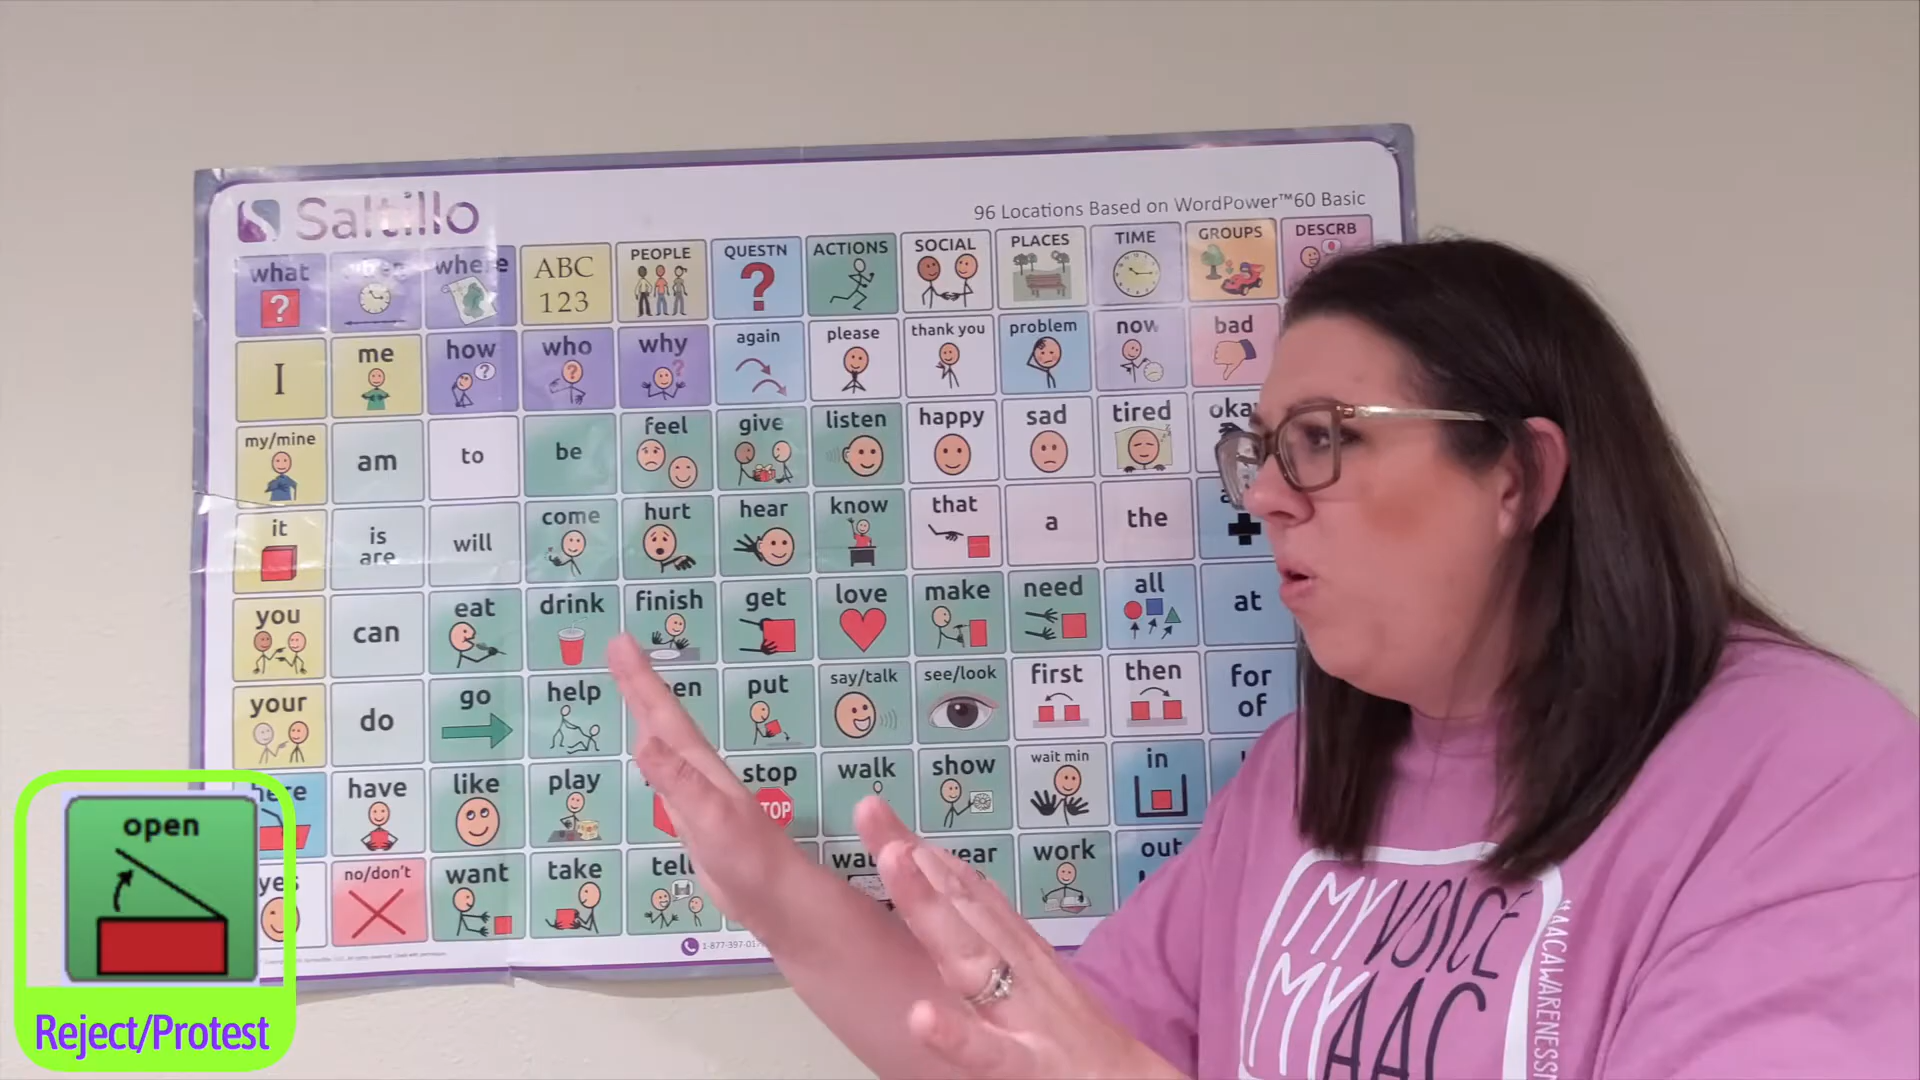 Saltillo
96 Locations Based on WordPower™60 Basic
what
where
ABC
123
PEOPLE
QUESTN
ACTIONS
SOCIAL
PLACES
TIME
GROUPS
DESCRB
I
me
how
who
why
again
please
thank you
problem
now
bad
my/mine
am
to
be
feel
give
listen
happy
sad
tired
it
is
are
will
come
hurt
hear
know
that
a
the
you
can
eat
drink
finish
get
love
make
need
all
at
your
do
go
help
put
say/talk
see/look
first
then
for
of
here
have
like
play
stop
STOP
walk
show
wait min
in
yes
no/don't
want
take
tell
work
out
open
Reject/Protest
MY VOICE
MY AAC